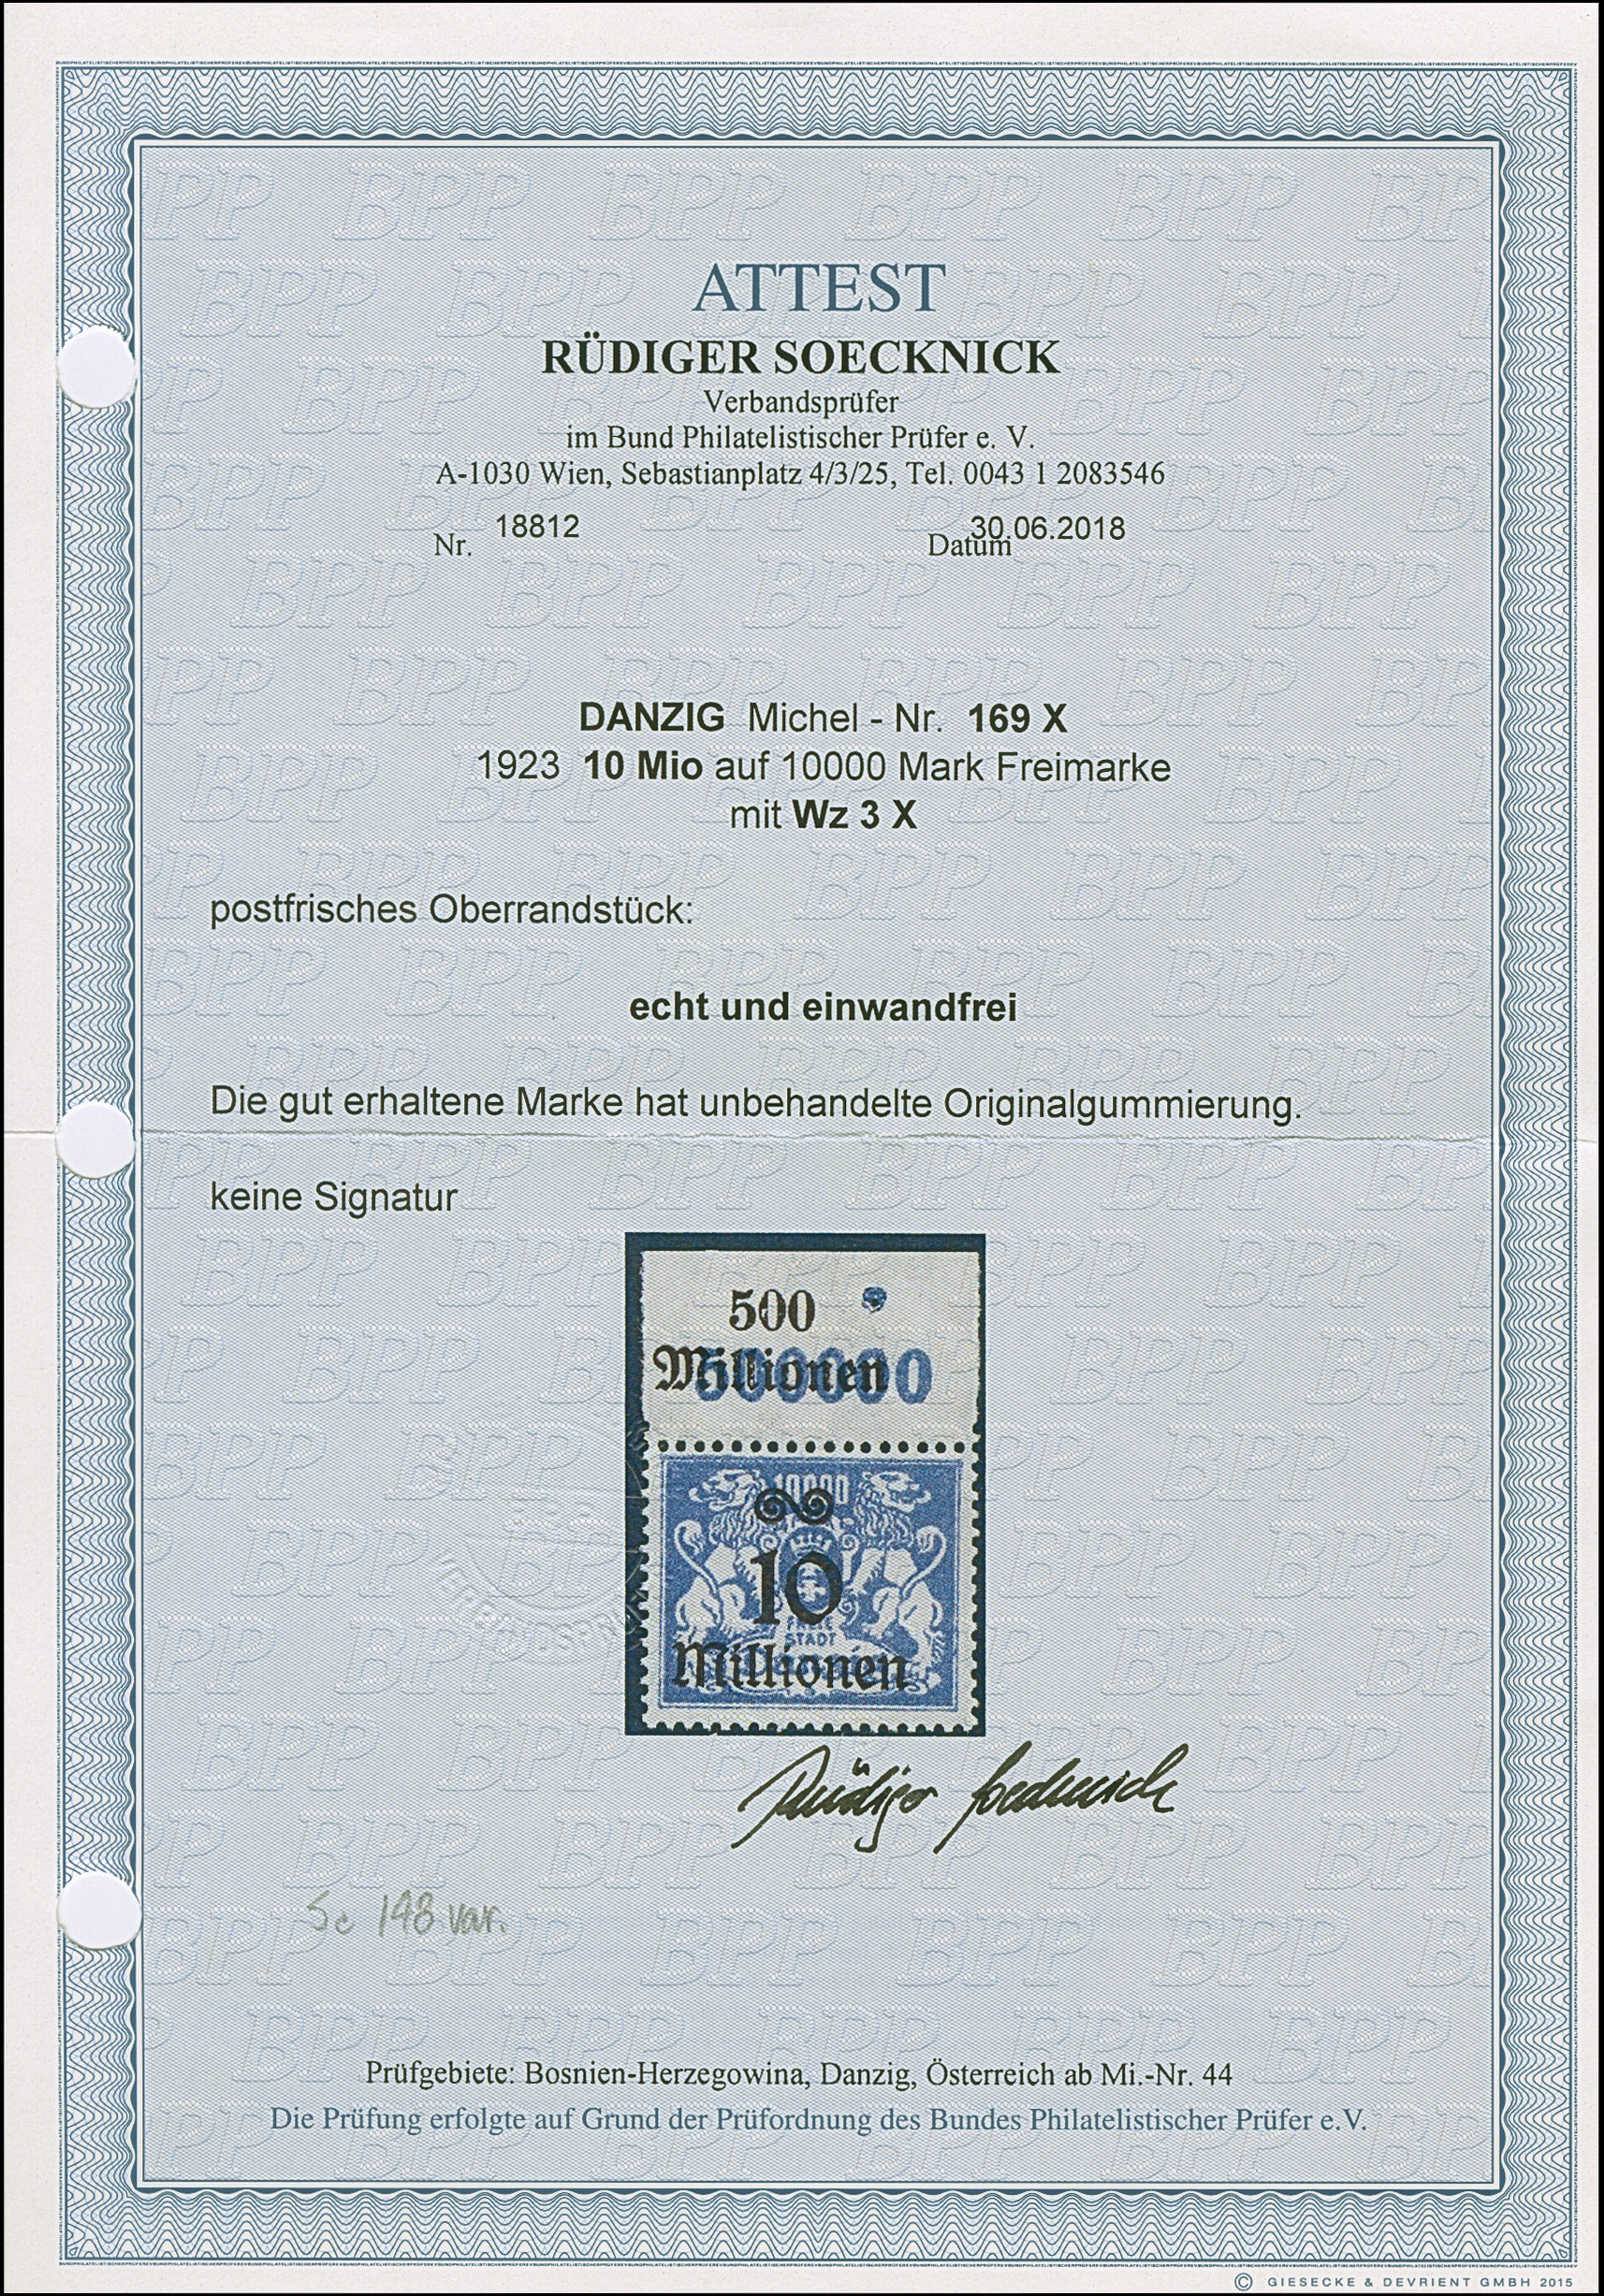 ATTEST
RÜDIGER SOECKNICK
Verbandsprüfer
im Bund Philatelistischer Prüfer e. V.
A-1030 Wien, Sebastianplatz 4/3/25, Tel. 0043 1 2083546
Nr. 18812 Datum 30.06.2018
DANZIG Michel - Nr. 169 X
1923 10 Mio auf 10000 Mark Freimarke
mit Wz 3 X
postfrisches Oberrandstück:
echt und einwandfrei
Die gut erhaltene Marke hat unbehandelte Originalgummierung.
keine Signatur
500
Millionen
10000
10
FREIE
STADT
Millionen
Rüdiger Soecknick
Sc 148 var.
Prüfgebiete: Bosnien-Herzegowina, Danzig, Österreich ab Mi.-Nr. 44
Die Prüfung erfolgte auf Grund der Prüfordnung des Bundes Philatelistischer Prüfer e.V.
© GIESECKE & DEVRIENT GMBH 2015